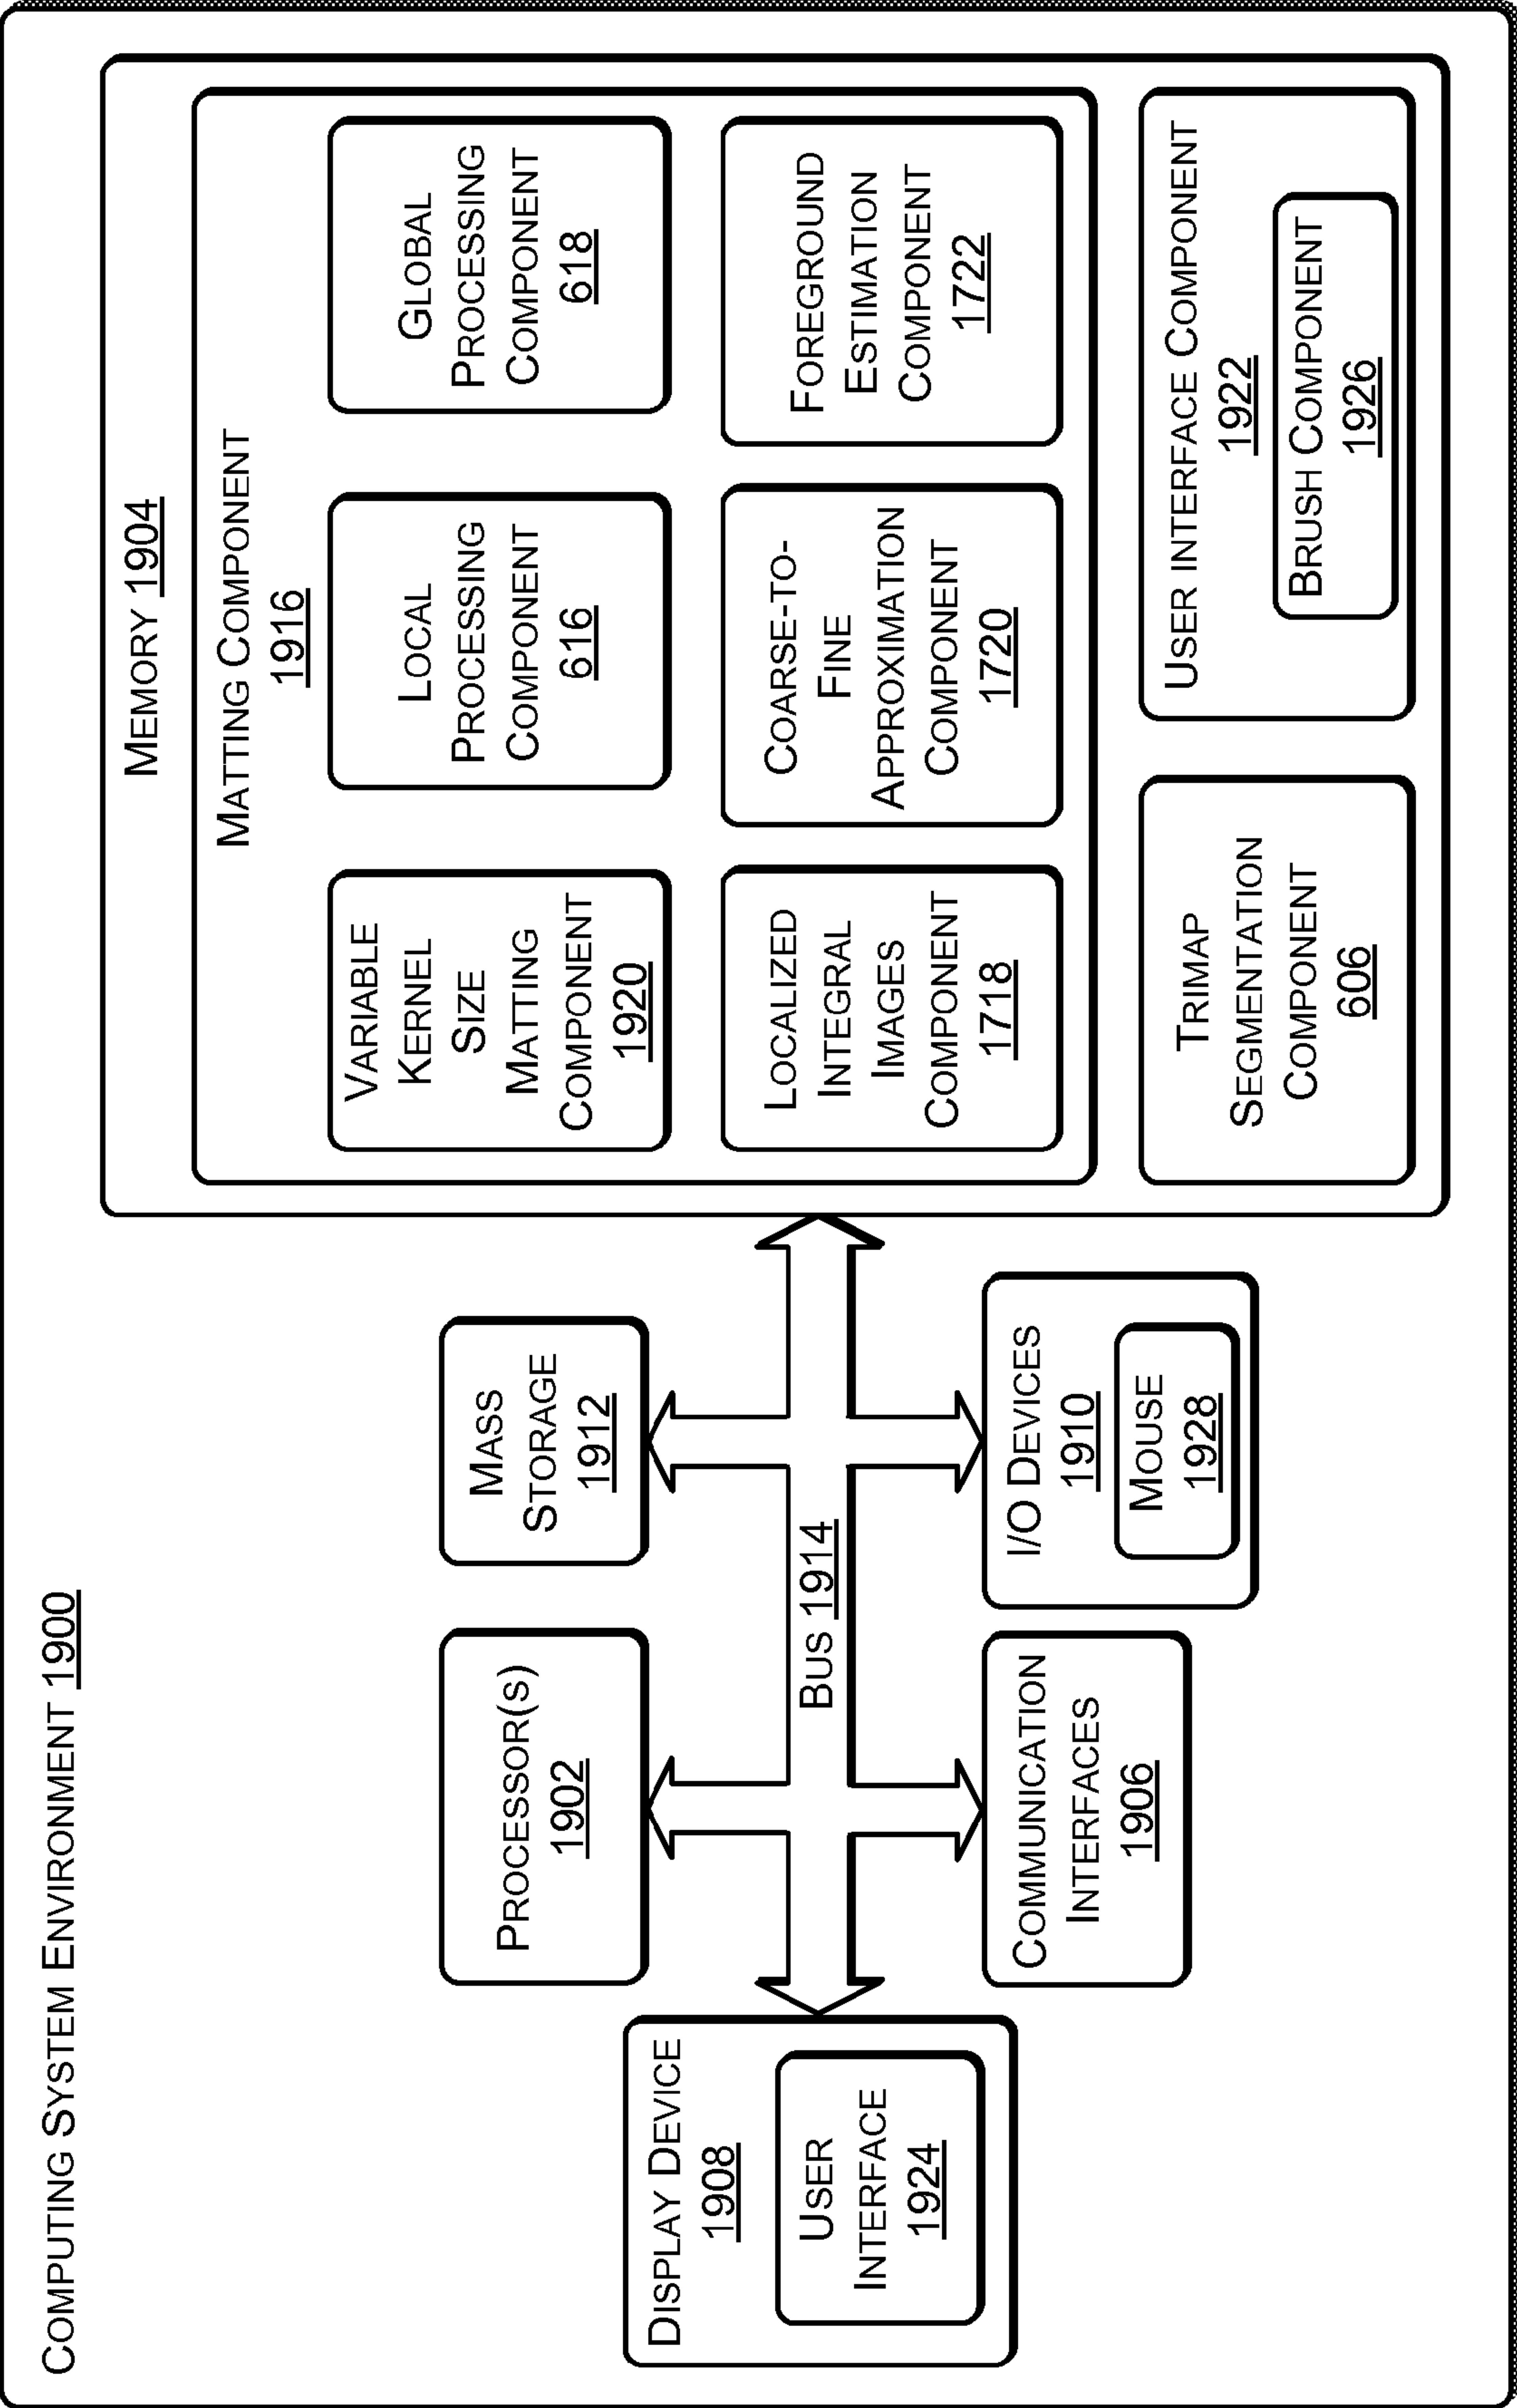 COMPUTING SYSTEM ENVIRONMENT 1900
DISPLAY DEVICE
1908
USER
INTERFACE
1924
PROCESSOR(S)
1902
MASS
STORAGE
1912
BUS 1914
COMMUNICATION
INTERFACES
1906
I/O DEVICES
1910
MOUSE
1928
MEMORY 1904
MATTING COMPONENT
1916
VARIABLE
KERNEL
SIZE
MATTING
COMPONENT
1920
LOCAL
PROCESSING
COMPONENT
616
GLOBAL
PROCESSING
COMPONENT
618
LOCALIZED
INTEGRAL
IMAGES
COMPONENT
1718
COARSE-TO-
FINE
APPROXIMATION
COMPONENT
1720
FOREGROUND
ESTIMATION
COMPONENT
1722
TRIMAP
SEGMENTATION
COMPONENT
606
USER INTERFACE COMPONENT
1922
BRUSH COMPONENT
1926